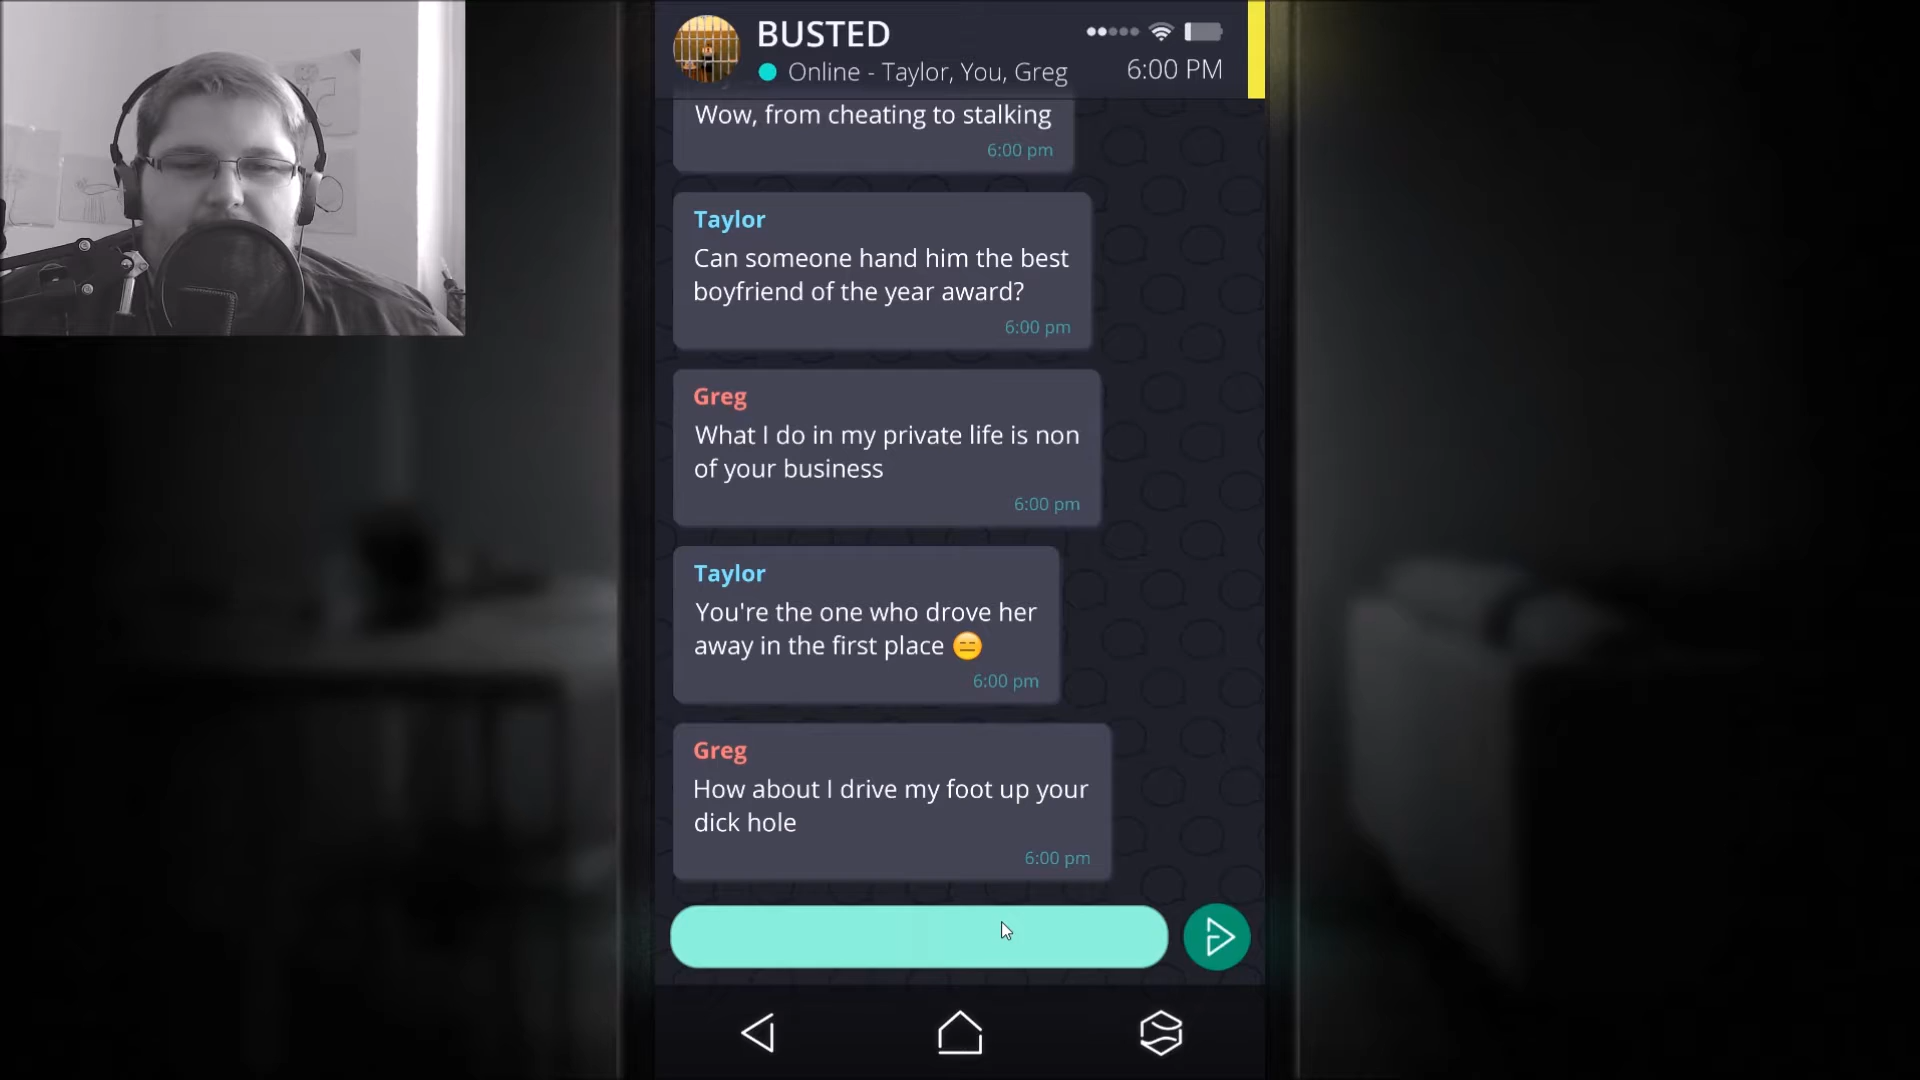 BUSTED
Online - Taylor, You, Greg
6:00 PM
Wow, from cheating to stalking
6:00 pm
Taylor
Can someone hand him the best
boyfriend of the year award?
6:00 pm
Greg
What I do in my private life is non
of your business
6:00 pm
Taylor
You're the one who drove her
away in the first place 😑
6:00 pm
Greg
How about I drive my foot up your
dick hole
6:00 pm